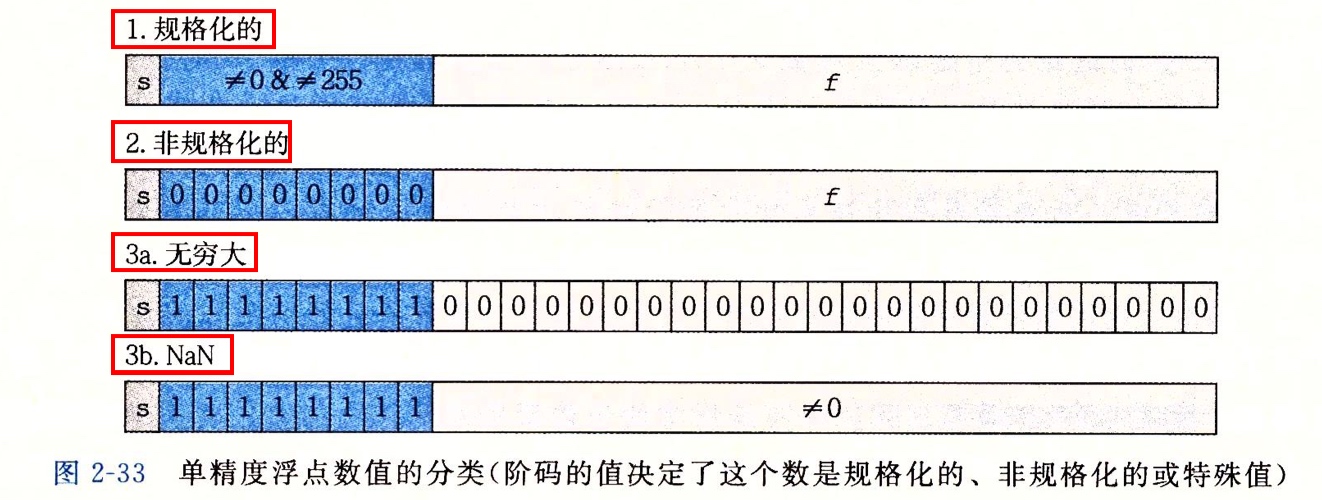 1. 规格化的
s ≠0 & ≠255 f
2. 非规格化的
s 0 0 0 0 0 0 0 0 f
3a. 无穷大
s 1 1 1 1 1 1 1 1 0 0 0 0 0 0 0 0 0 0 0 0 0 0 0 0 0 0 0 0 0 0 0
3b. NaN
s 1 1 1 1 1 1 1 1 ≠0
图 2-33 单精度浮点数值的分类(阶码的值决定了这个数是规格化的、非规格化的或特殊值)